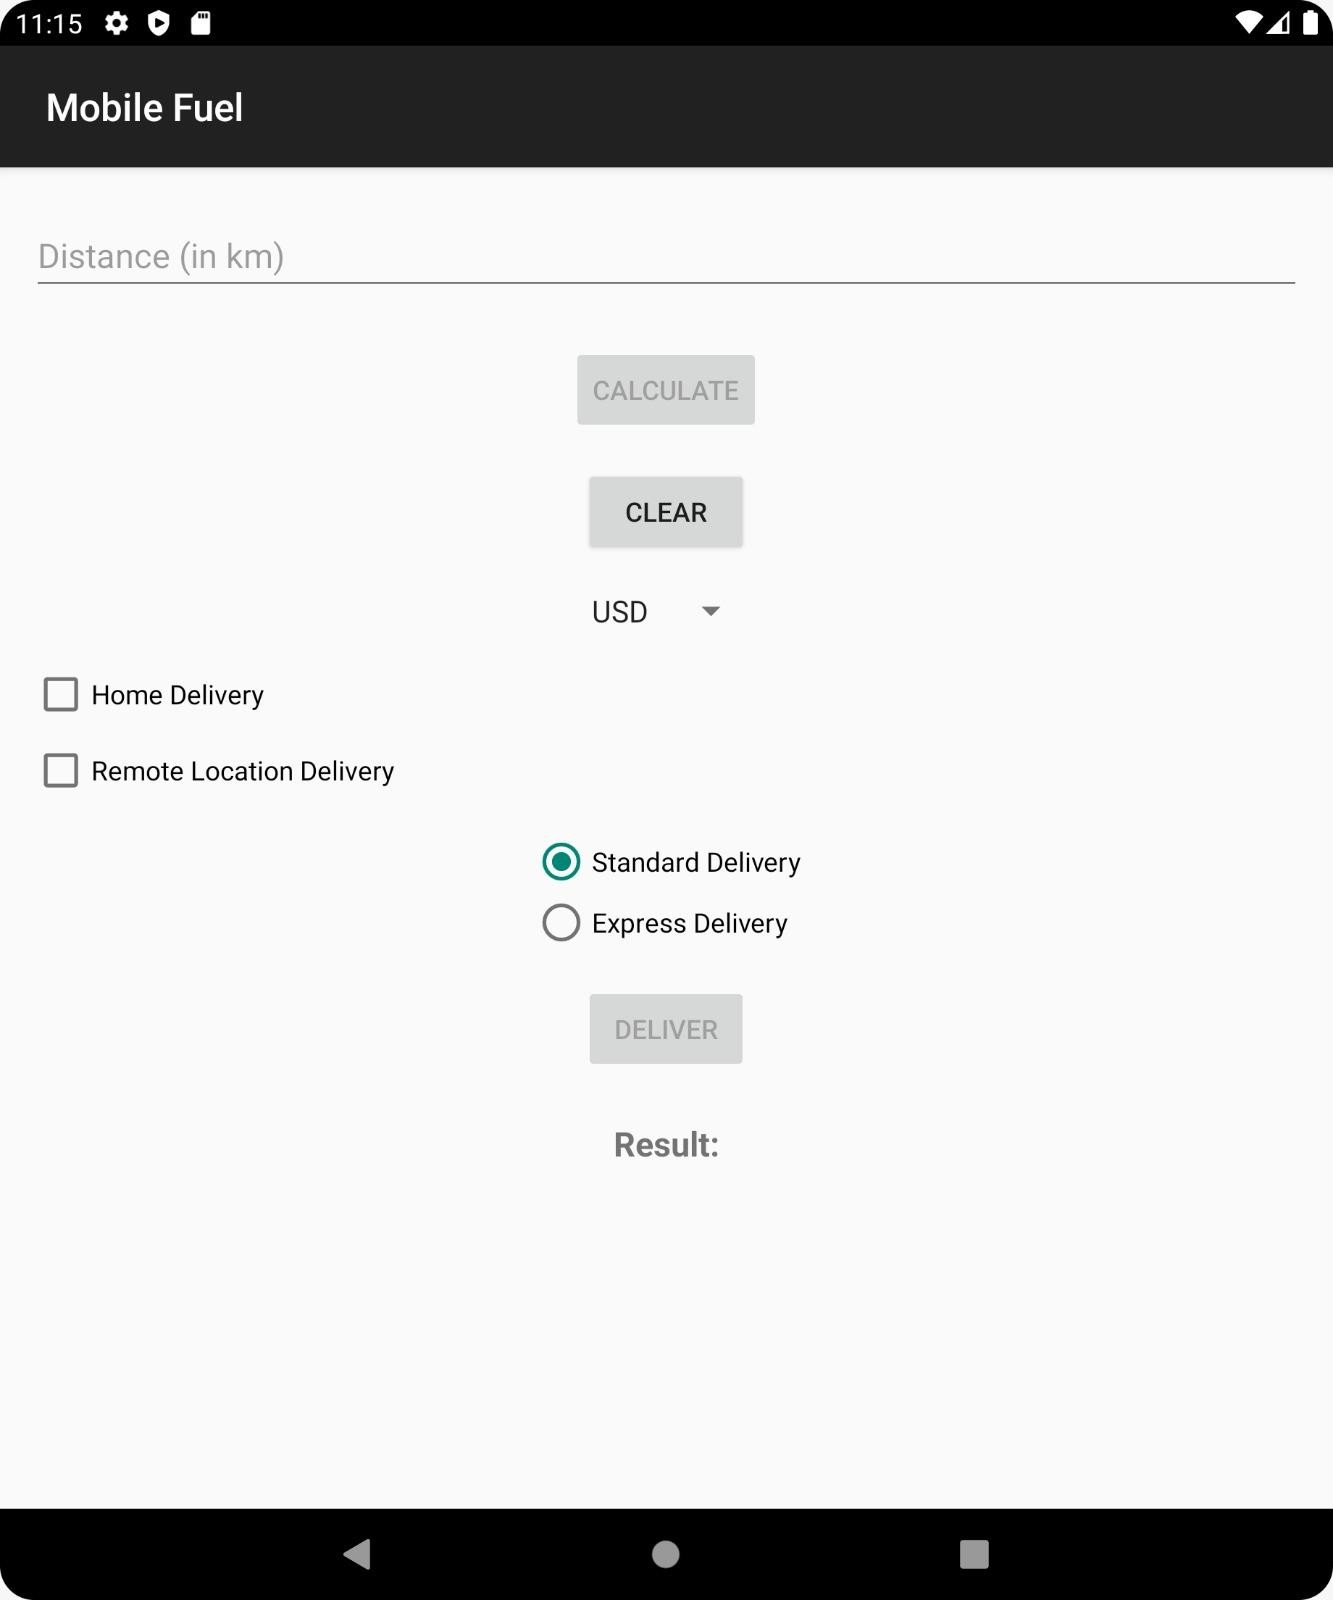 11:15
Mobile Fuel
Distance (in km)
CALCULATE
CLEAR
USD
Home Delivery
Remote Location Delivery
Standard Delivery
Express Delivery
DELIVER
Result: